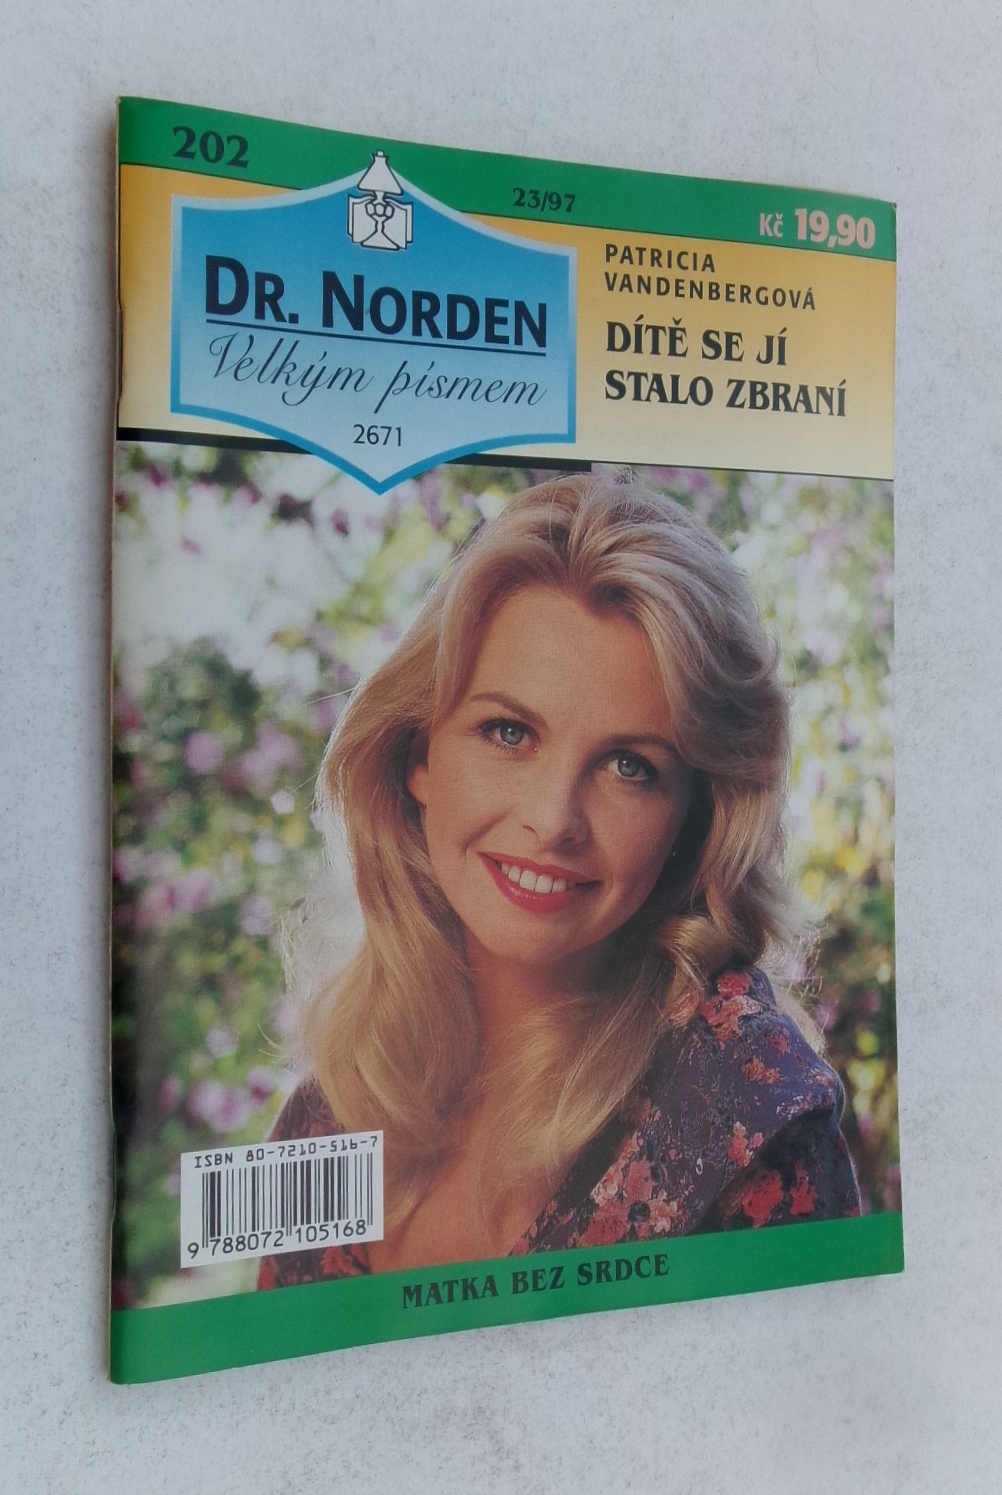 202
23/97
Kč 19,90
DR. NORDEN
Velkým písmem
2671
PATRICIA
VANDENBERGOVÁ
DÍTĚ SE JÍ
STALO ZBRANÍ
ISBN 80-7210-516-7
9 788072 105168
MATKA BEZ SRDCE